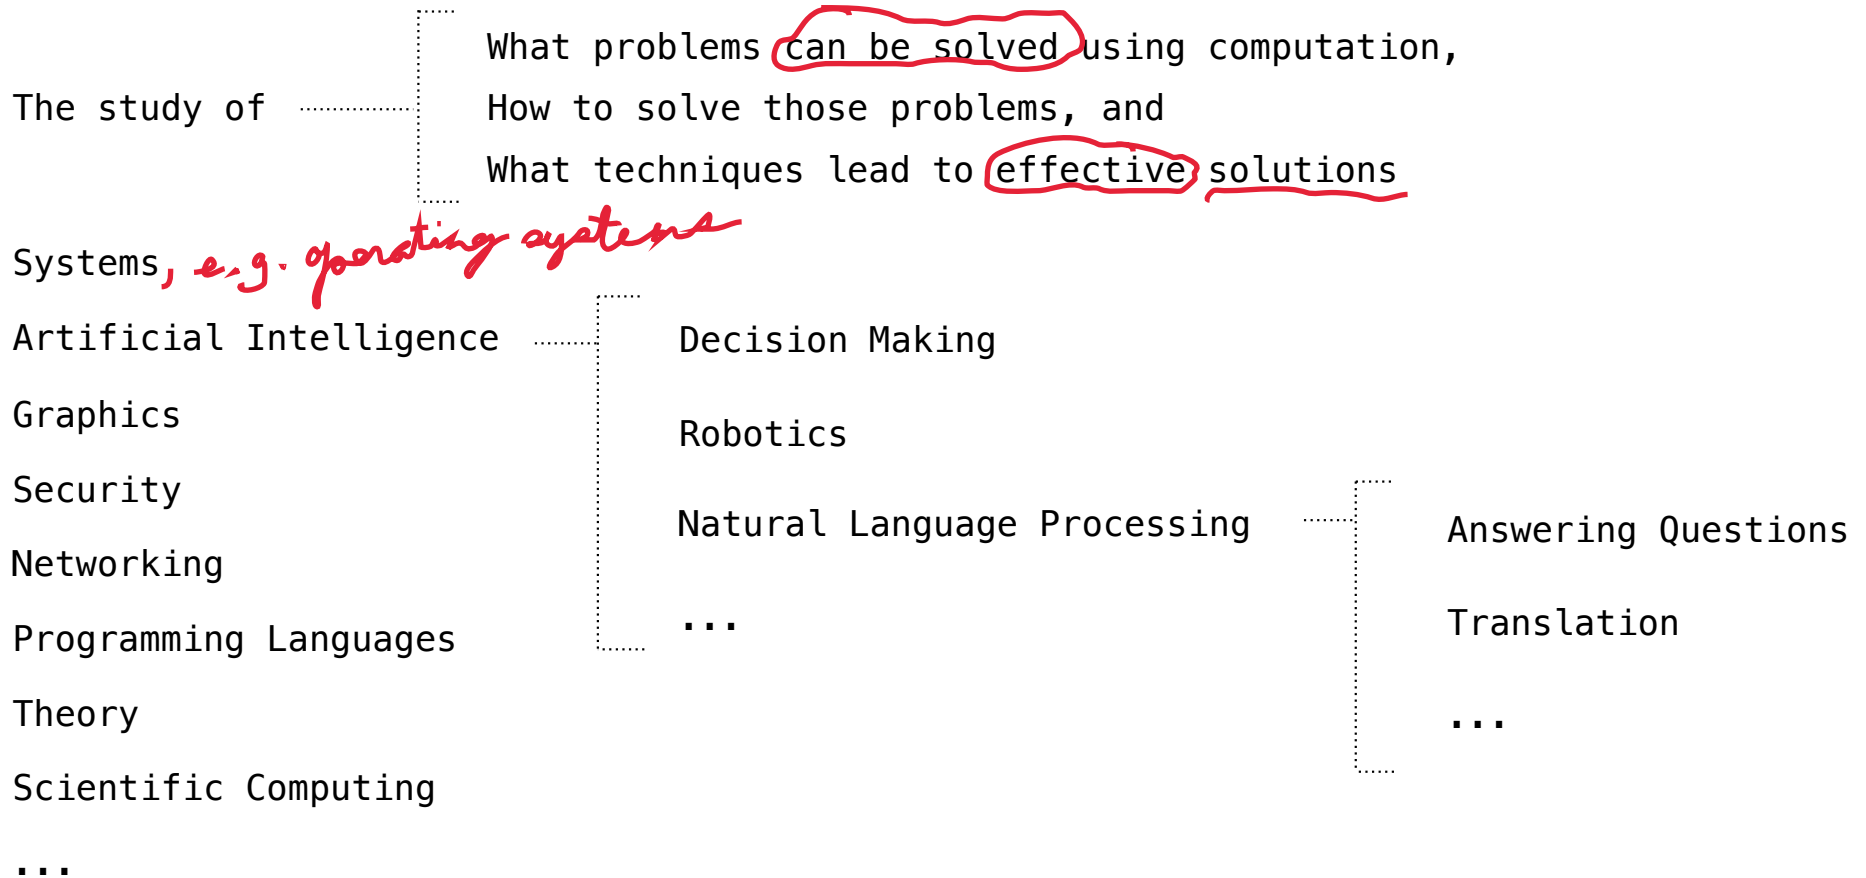 What problems can be solved using computation,
The study of
How to solve those problems, and
What techniques lead to effective solutions
Systems, e.g. operating systems
Artificial Intelligence
Decision Making
Graphics
Robotics
Security
Natural Language Processing
Answering Questions
Networking
Programming Languages
...
Translation
Theory
...
Scientific Computing
...